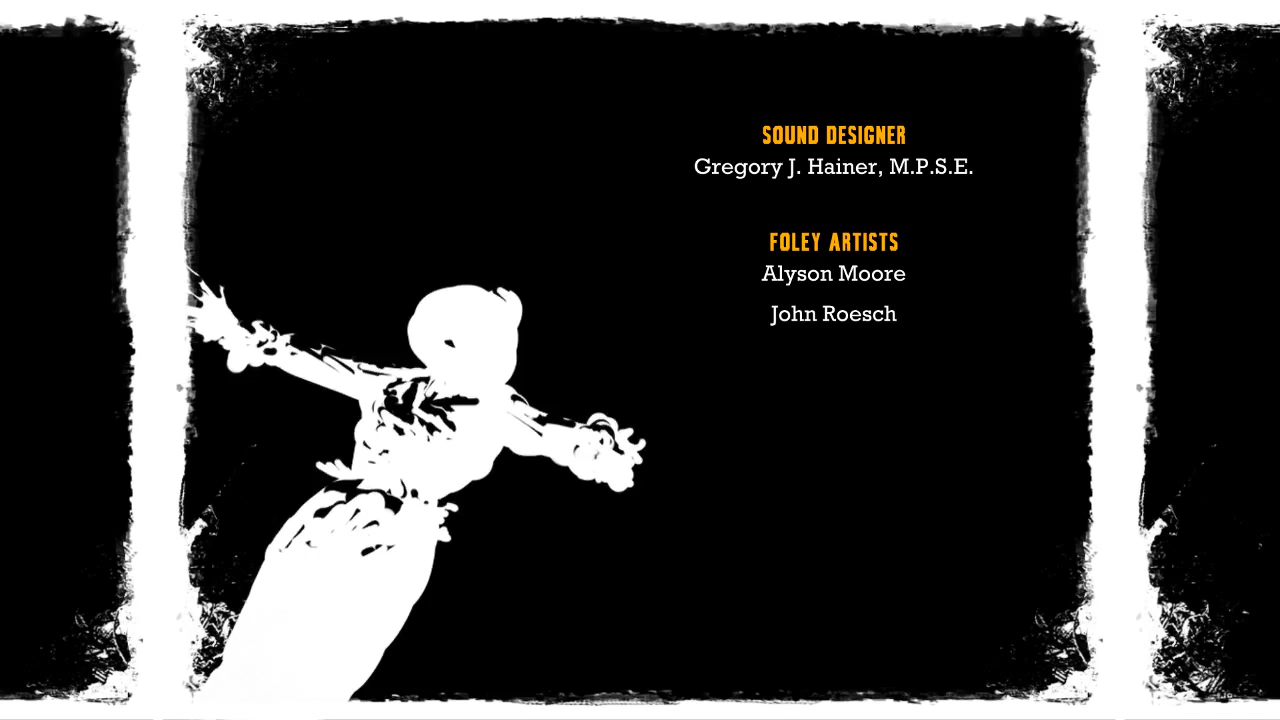 SOUND DESIGNER
Gregory J. Hainer, M.P.S.E.
FOLEY ARTISTS
Alyson Moore
John Roesch